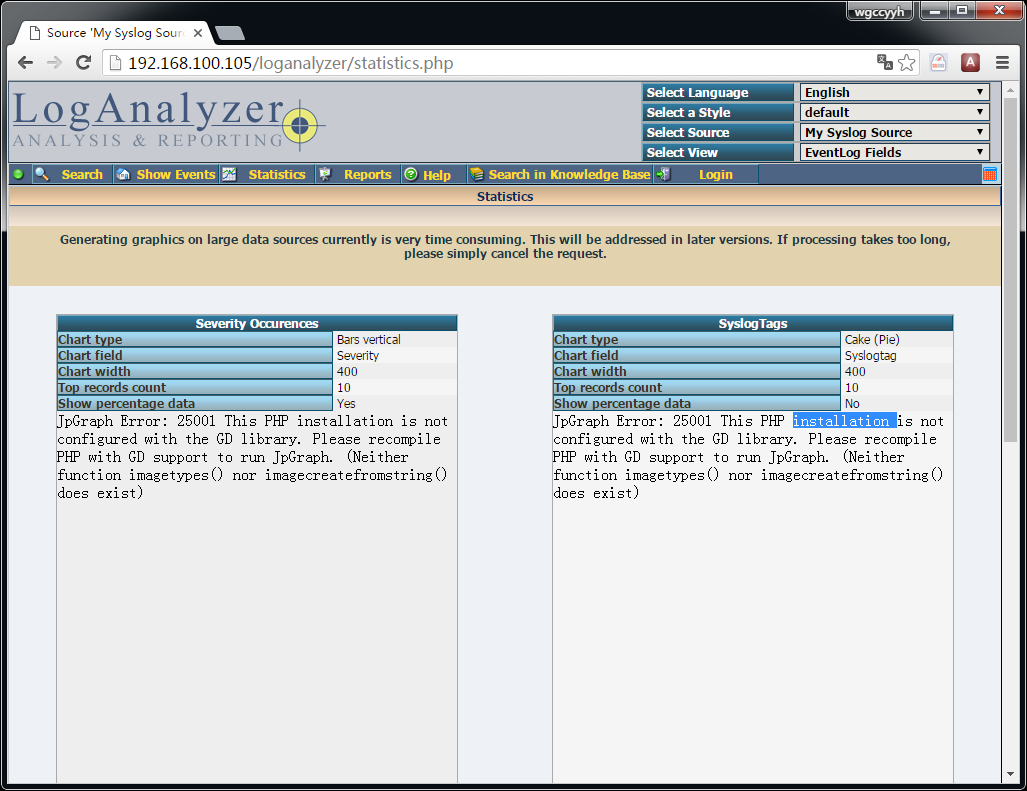 wgccyyh
Source 'My Syslog Sour
192.168.100.105/loganalyzer/statistics.php
LogAnalyzer
ANALYSIS & REPORTING
Select Language English
Select a Style default
Select Source My Syslog Source
Select View EventLog Fields
Search Show Events Statistics Reports Help Search in Knowledge Base Login
Statistics
Generating graphics on large data sources currently is very time consuming. This will be addressed in later versions. If processing takes too long,
please simply cancel the request.
Severity Occurences
Chart type Bars vertical
Chart field Severity
Chart width 400
Top records count 10
Show percentage data Yes
JpGraph Error: 25001 This PHP installation is not
configured with the GD library. Please recompile
PHP with GD support to run JpGraph. (Neither
function imagetypes() nor imagecreatefromstring()
does exist)
SyslogTags
Chart type Cake (Pie)
Chart field Syslogtag
Chart width 400
Top records count 10
Show percentage data No
JpGraph Error: 25001 This PHP installation is not
configured with the GD library. Please recompile
PHP with GD support to run JpGraph. (Neither
function imagetypes() nor imagecreatefromstring()
does exist)